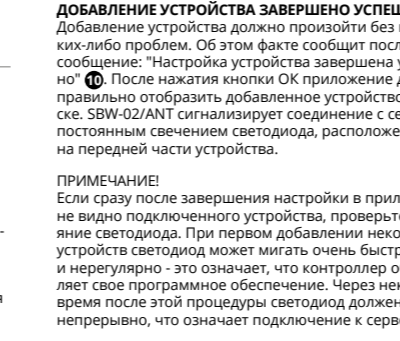 ДОБАВЛЕНИЕ УСТРОЙСТВА ЗАВЕРШЕНО УСПЕШ
Добавление устройства должно произойти без
ких-либо проблем. Об этом факте сообщит посл
сообщение: "Настройка устройства завершена у
но" 10. После нажатия кнопки ОК приложение д
правильно отобразить добавленное устройство
ске. SBW-02/ANT сигнализирует соединение с се
постоянным свечением светодиода, расположе
на передней части устройства.
ПРИМЕЧАНИЕ!
Если сразу после завершения настройки в прил
не видно подключенного устройства, проверьте
яние светодиода. При первом добавлении неко
устройств светодиод может мигать очень быстр
и нерегулярно - это означает, что контроллер о
ляет свое программное обеспечение. Через нек
время после этой процедуры светодиод должен
непрерывно, что означает подключение к серв